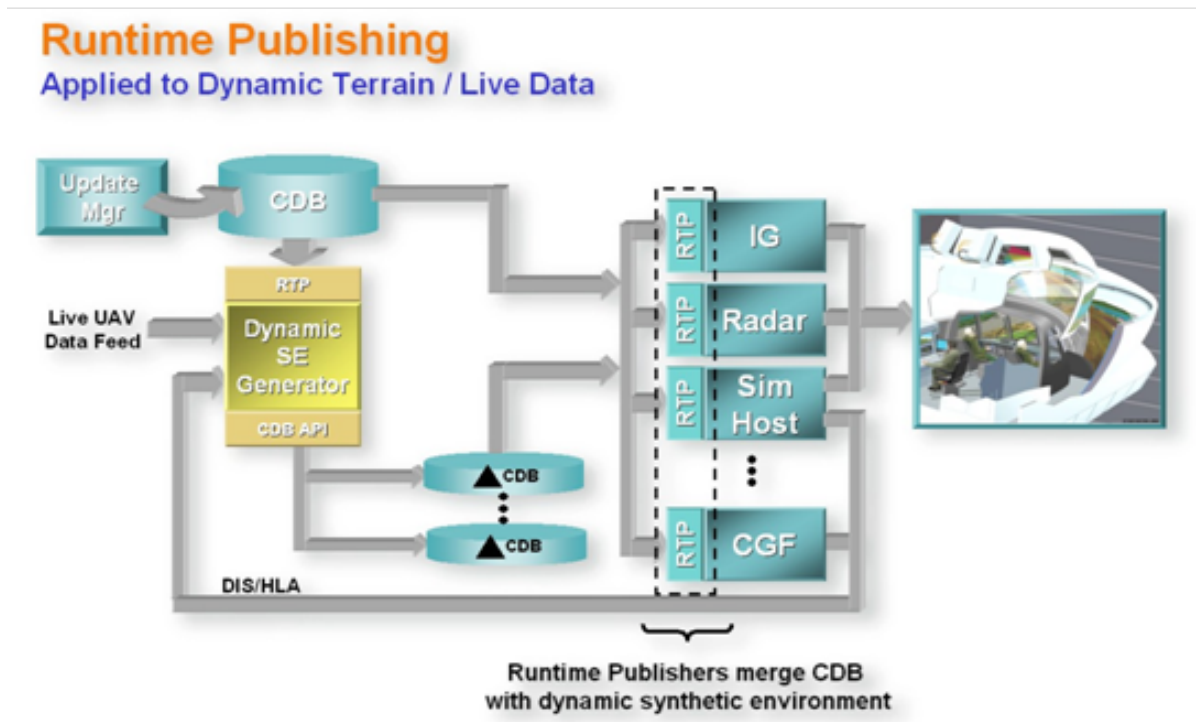 Runtime Publishing
Applied to Dynamic Terrain / Live Data
Update
Mgr
CDB
RTP
Live UAV
Data Feed
Dynamic
SE
Generator
CDB API
▲CDB
▲CDB
DIS/HLA
RTP
IG
RTP
Radar
RTP
Sim
Host
RTP
CGF
Runtime Publishers merge CDB
with dynamic synthetic environment